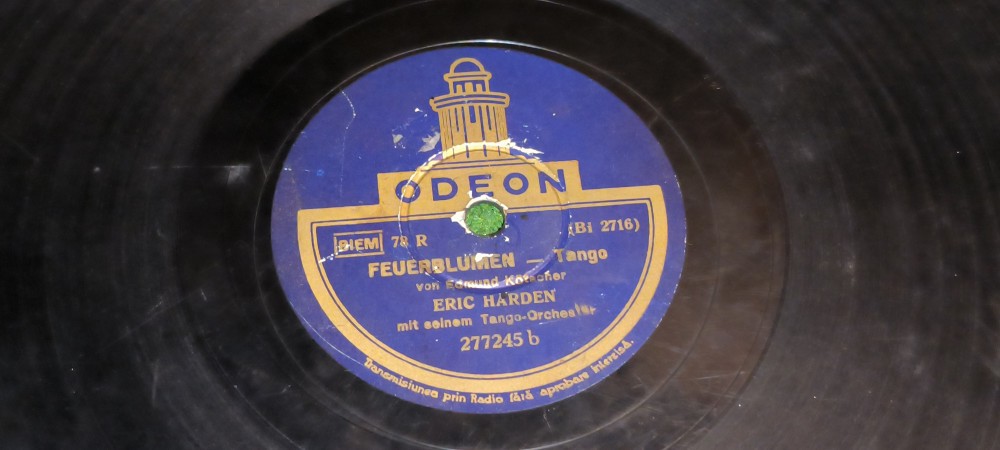 ODEON
BIEM 78 R (Bi 2716)
FEUERBLUMEN — Tango
von Edmund Kötscher
ERIC HARDEN
mit seinem Tango-Orchester
277245 b
Transmisiunea prin Radio fără aprobare interzisă.